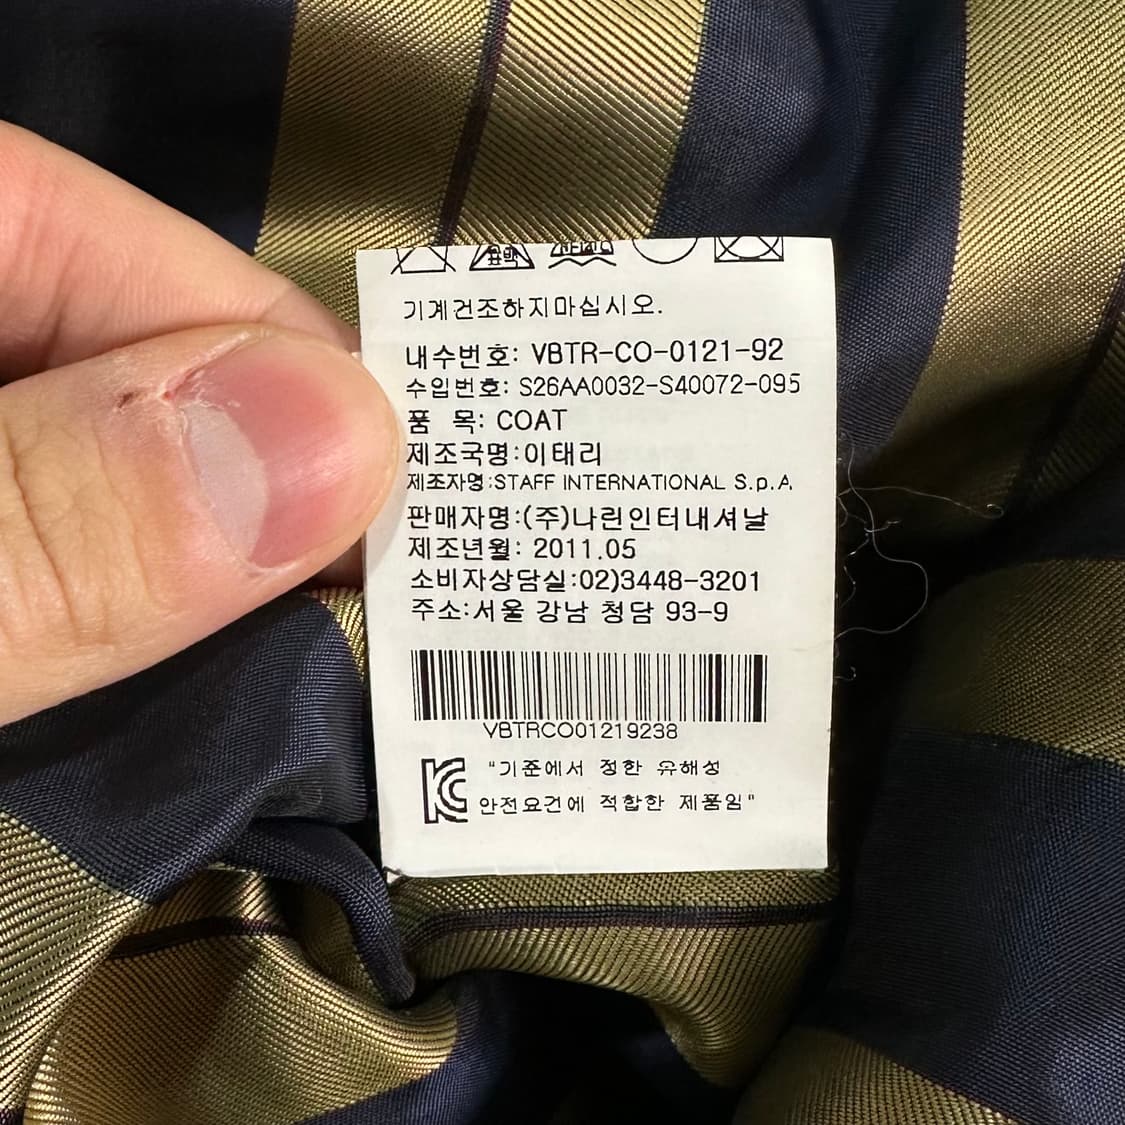 표백
기계건조하지마십시오.
내수번호: VBTR-CO-0121-92
수입번호: S26AA0032-S40072-095
품 목: COAT
제조국명:이태리
제조자명:STAFF INTERNATIONAL S.p.A
판매자명:(주)나린인터내셔날
제조년월: 2011.05
소비자상담실:02)3448-3201
주소:서울 강남 청담 93-9
VBTRCO01219238
"기준에서 정한 유해성
안전요건에 적합한 제품임"